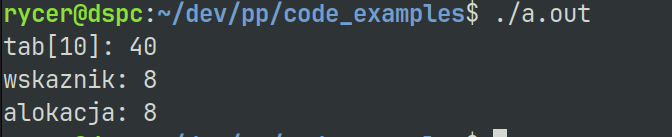 rycer@dspc:~/dev/pp/code_examples$ ./a.out
tab[10]: 40
wskaznik: 8
alokacja: 8